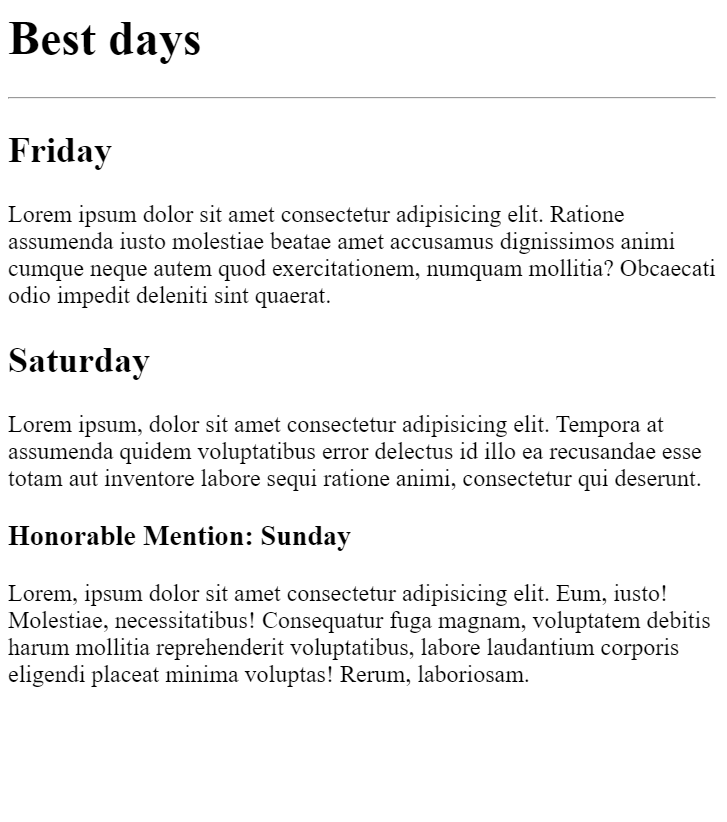 Best days
Friday
Lorem ipsum dolor sit amet consectetur adipisicing elit. Ratione
assumenda iusto molestiae beatae amet accusamus dignissimos animi
cumque neque autem quod exercitationem, numquam mollitia? Obcaecati
odio impedit deleniti sint quaerat.
Saturday
Lorem ipsum, dolor sit amet consectetur adipisicing elit. Tempora at
assumenda quidem voluptatibus error delectus id illo ea recusandae esse
totam aut inventore labore sequi ratione animi, consectetur qui deserunt.
Honorable Mention: Sunday
Lorem, ipsum dolor sit amet consectetur adipisicing elit. Eum, iusto!
Molestiae, necessitatibus! Consequatur fuga magnam, voluptatem debitis
harum mollitia reprehenderit voluptatibus, labore laudantium corporis
eligendi placeat minima voluptas! Rerum, laboriosam.